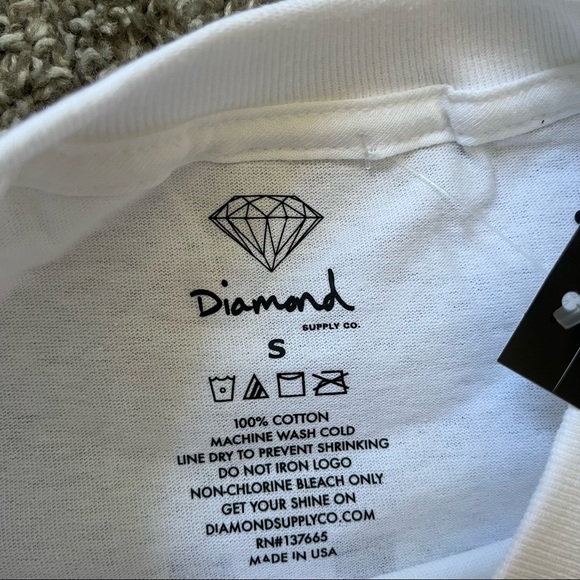 Diamond
SUPPLY CO.
S
100% COTTON
MACHINE WASH COLD
LINE DRY TO PREVENT SHRINKING
DO NOT IRON LOGO
NON-CHLORINE BLEACH ONLY
GET YOUR SHINE ON
DIAMONDSUPPLYCO.COM
RN#137665
MADE IN USA